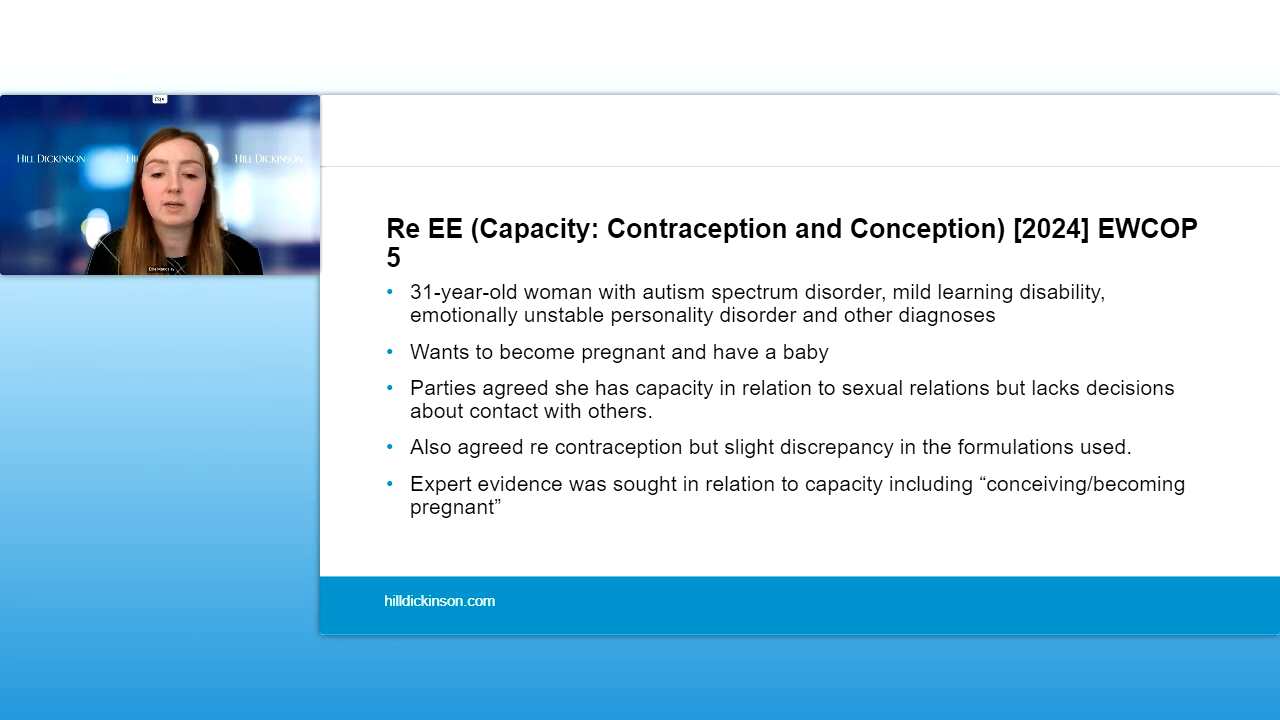 HILL DICKINSON
HI
HILL DICKINSON
Re EE (Capacity: Contraception and Conception) [2024] EWCOP
5
• 31-year-old woman with autism spectrum disorder, mild learning disability,
emotionally unstable personality disorder and other diagnoses
• Wants to become pregnant and have a baby
• Parties agreed she has capacity in relation to sexual relations but lacks decisions
about contact with others.
• Also agreed re contraception but slight discrepancy in the formulations used.
• Expert evidence was sought in relation to capacity including “conceiving/becoming
pregnant”
hilldickinson.com